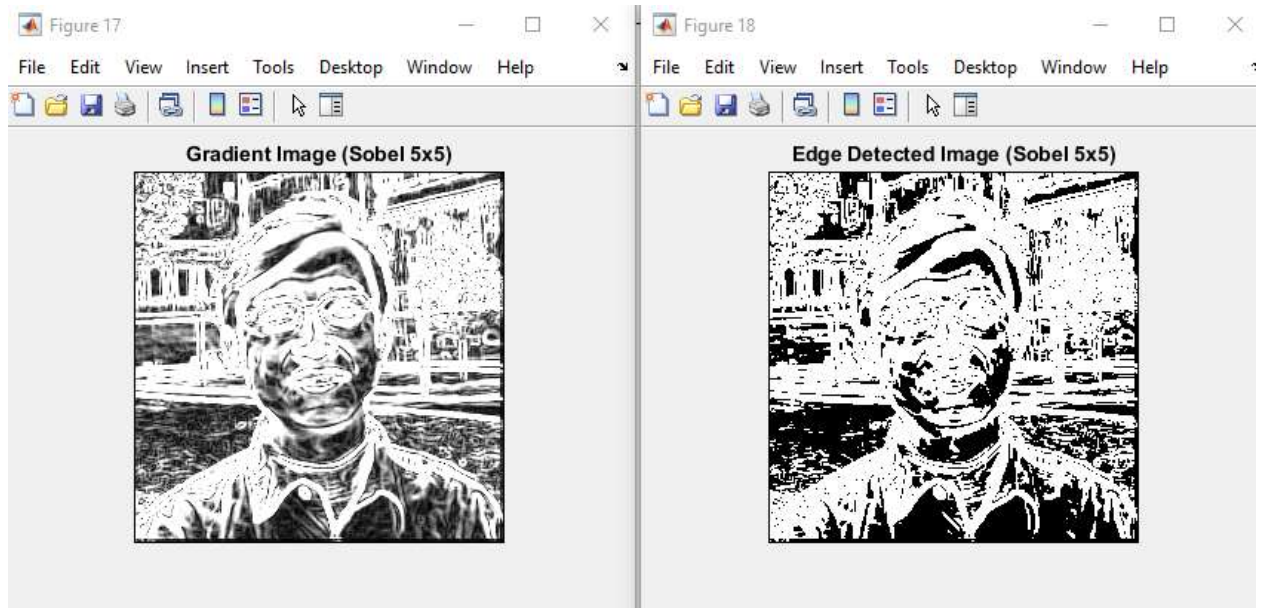 Figure 17
File Edit View Insert Tools Desktop Window Help
Gradient Image (Sobel 5x5)
Figure 18
File Edit View Insert Tools Desktop Window Help
Edge Detected Image (Sobel 5x5)